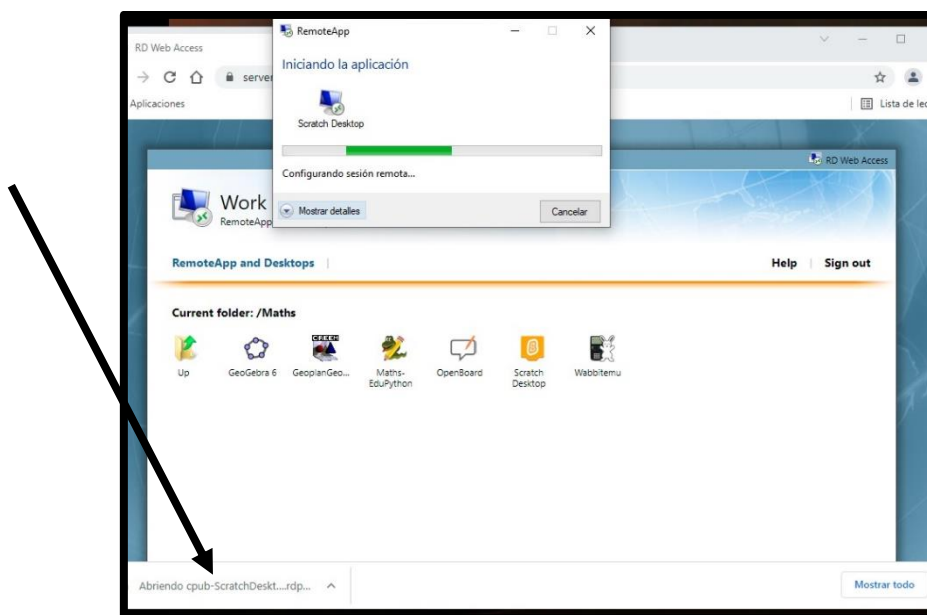 RemoteApp
RD Web Access
Iniciando la aplicación
server
Scratch Desktop
Aplicaciones
Lista de lec
Configurando sesión remota...
RD Web Access
Work
RemoteApp
Mostrar detalles
Cancelar
RemoteApp and Desktops
Help
Sign out
Current folder: /Maths
Up
GeoGebra 6
GeoplanGeo...
Maths-
EduPython
OpenBoard
Scratch
Desktop
Wabbitemu
Abriendo cpub-ScratchDeskt....rdp...
Mostrar todo